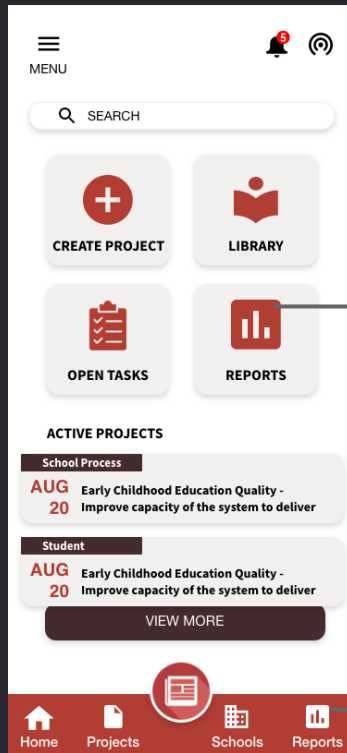 5
MENU
SEARCH
CREATE PROJECT
LIBRARY
OPEN TASKS
REPORTS
ACTIVE PROJECTS
School Process
AUG
20
Early Childhood Education Quality -
Improve capacity of the system to deliver
Student
AUG
20
Early Childhood Education Quality -
Improve capacity of the system to deliver
VIEW MORE
Home
Projects
Schools
Reports